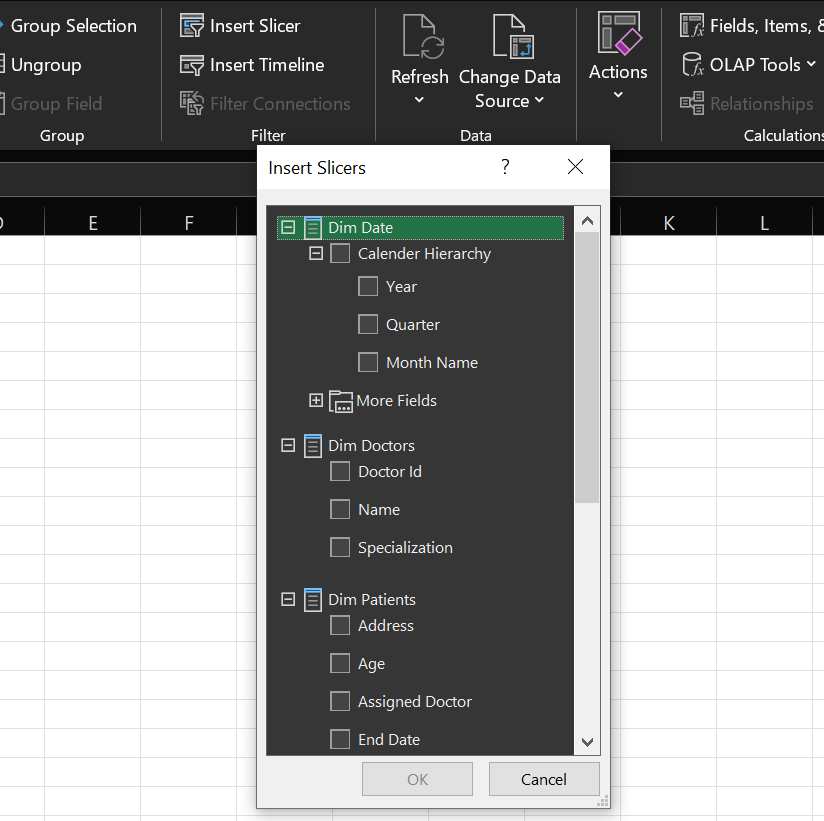 Group Selection
Ungroup
Group Field
Group
Insert Slicer
Insert Timeline
Filter Connections
Filter
Refresh
Change Data
Source
Data
Actions
Fields, Items, &
OLAP Tools
Relationships
Calculations
Insert Slicers
?
E F K L
Dim Date
Calender Hierarchy
Year
Quarter
Month Name
More Fields
Dim Doctors
Doctor Id
Name
Specialization
Dim Patients
Address
Age
Assigned Doctor
End Date
OK Cancel